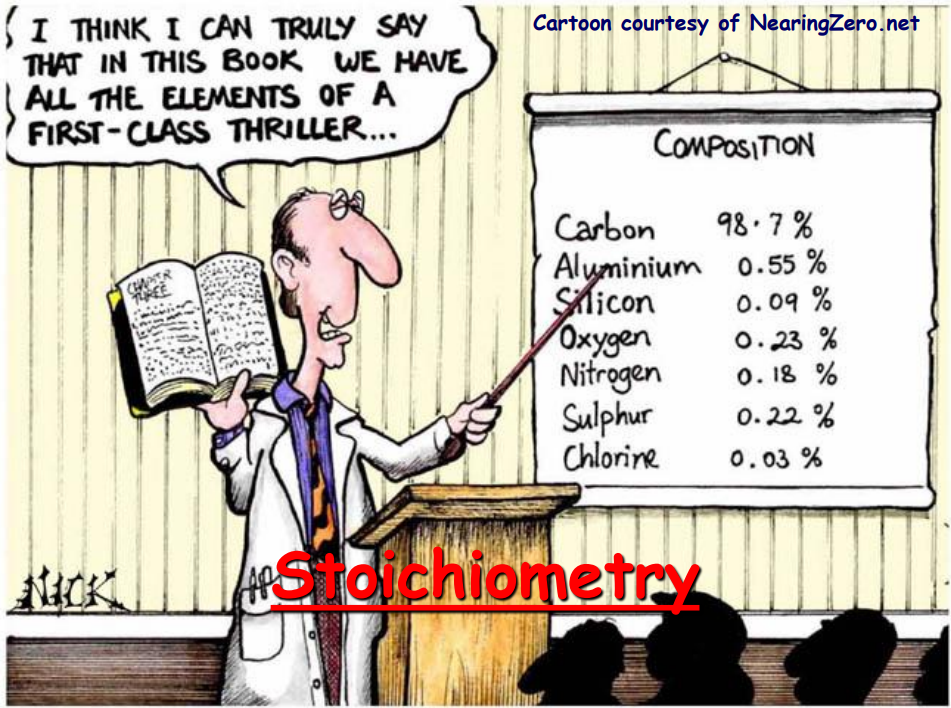 Cartoon courtesy of NearingZero.net
I THINK I CAN TRULY SAY
THAT IN THIS BOOK WE HAVE
ALL THE ELEMENTS OF A
FIRST-CLASS THRILLER...
COMPOSITION
Carbon 98.7%
Aluminium 0.55 %
Silicon 0.09 %
Oxygen 0.23 %
Nitrogen 0.18 %
Sulphur 0.22 %
Chlorine 0.03 %
CHAPTER
THREE
Stoichiometry
NICK